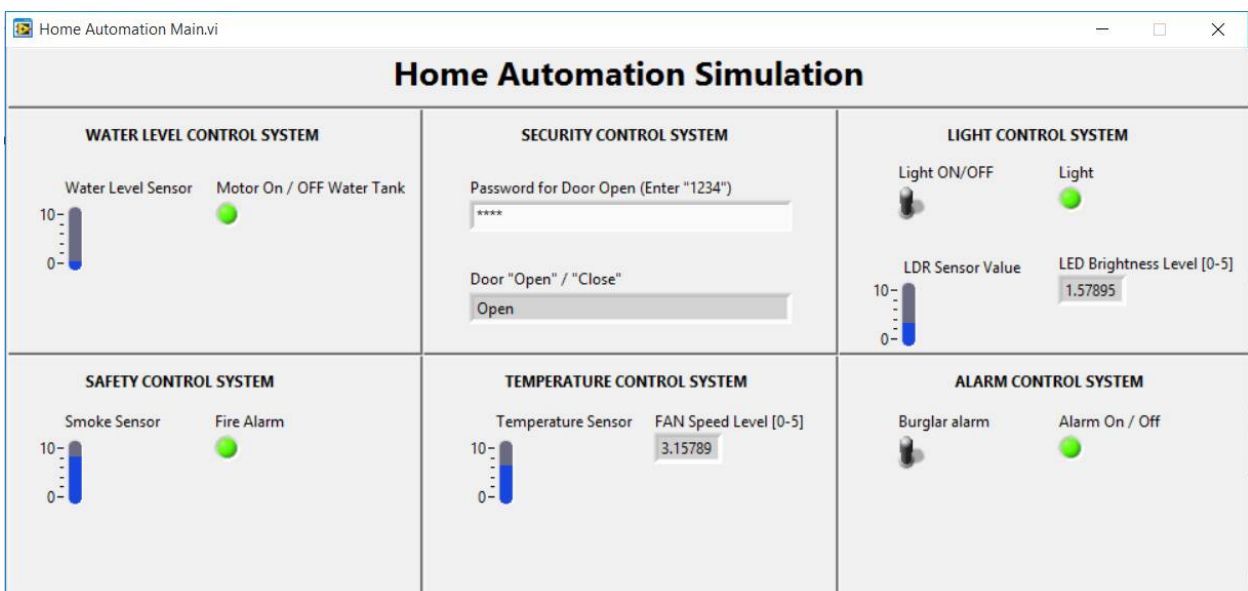 Home Automation Main.vi
Home Automation Simulation
WATER LEVEL CONTROL SYSTEM
Water Level Sensor
Motor On / OFF Water Tank
10
0
SECURITY CONTROL SYSTEM
Password for Door Open (Enter "1234")
****
Door "Open" / "Close"
Open
LIGHT CONTROL SYSTEM
Light ON/OFF
Light
LDR Sensor Value
LED Brightness Level [0-5]
10
0
1.57895
SAFETY CONTROL SYSTEM
Smoke Sensor
Fire Alarm
10
0
TEMPERATURE CONTROL SYSTEM
Temperature Sensor
FAN Speed Level [0-5]
10
0
3.15789
ALARM CONTROL SYSTEM
Burglar alarm
Alarm On / Off